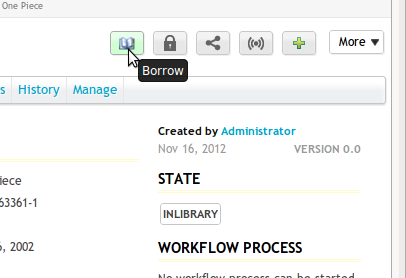 One Piece
More
Borrow
s History Manage
Created by Administrator
Nov 16, 2012 VERSION 0.0
iece
STATE
63361-1
INLIBRARY
6, 2002
WORKFLOW PROCESS
No workflow process can be started